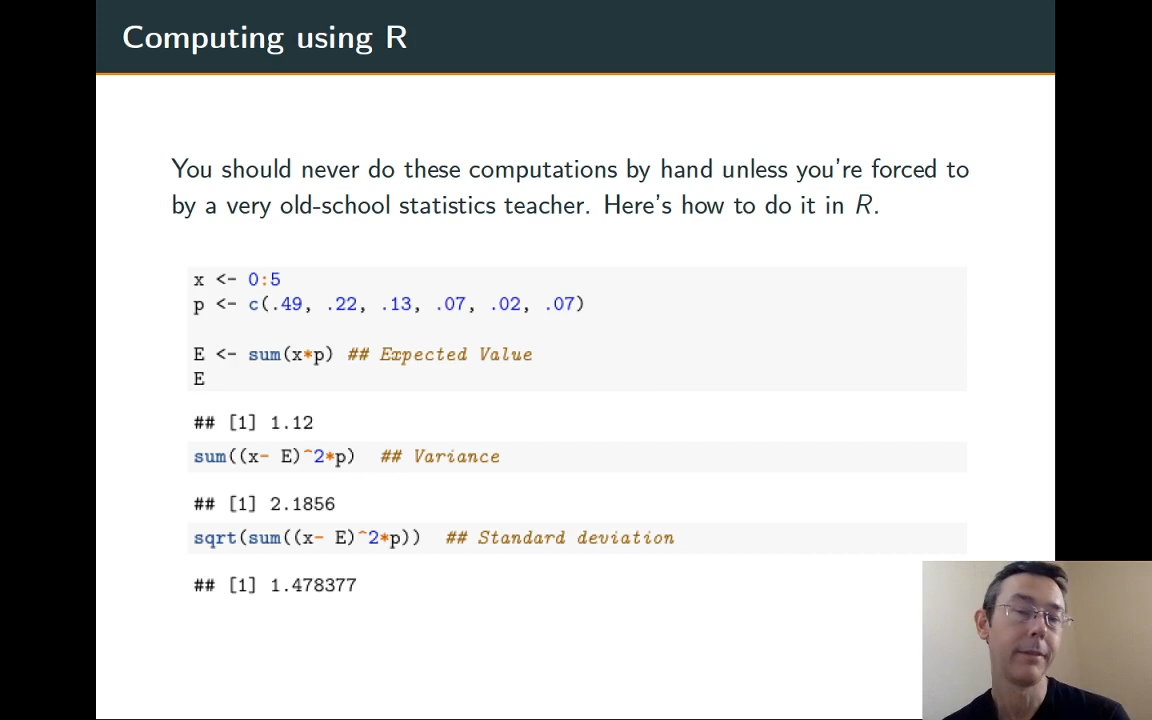 Computing using R
You should never do these computations by hand unless you're forced to
by a very old-school statistics teacher. Here's how to do it in R.
x <- 0:5
p <- c(.49, .22, .13, .07, .02, .07)
E <- sum(x*p) ## Expected Value
E
## [1] 1.12
sum((x- E)^2*p) ## Variance
## [1] 2.1856
sqrt(sum((x- E)^2*p)) ## Standard deviation
## [1] 1.478377